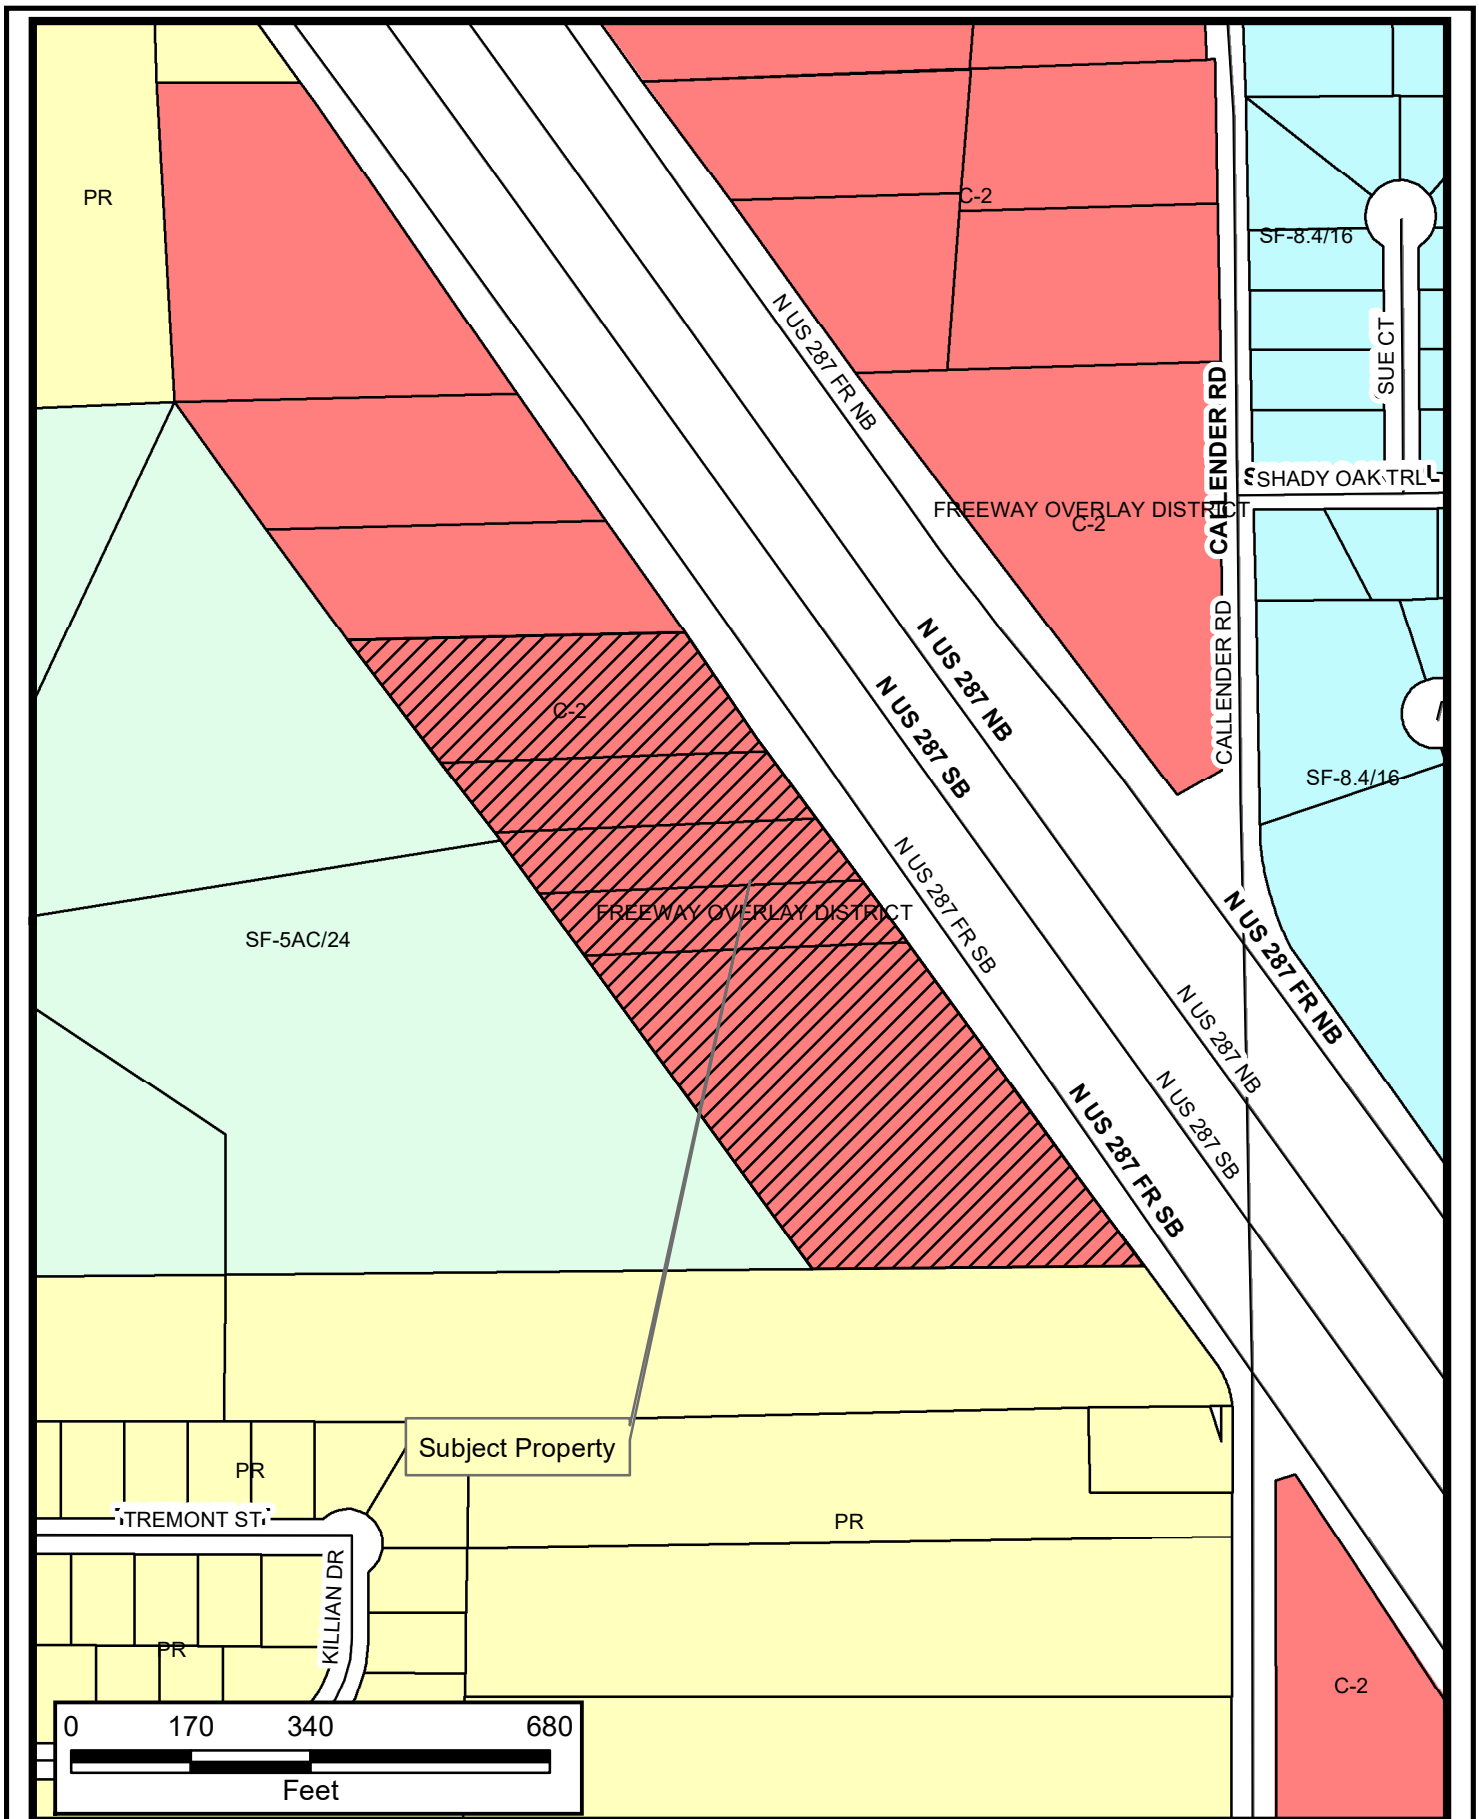 PR
C-2
SF-8.4/16
N US 287 FR NB
SUE CT
CALLENDER RD
SHADY OAK TRL
FREEWAY OVERLAY DISTRICT
C-2
CALLENDER RD
N US 287 NB
N US 287 SB
C-2
SF-8.4/16
N US 287 FR SB
FREEWAY OVERLAY DISTRICT
SF-5AC/24
N US 287 FR NB
N US 287 NB
N US 287 SB
N US 287 FR SB
Subject Property
PR
TREMONT ST
PR
KILLIAN DR
PR
C-2
0 170 340 680
Feet